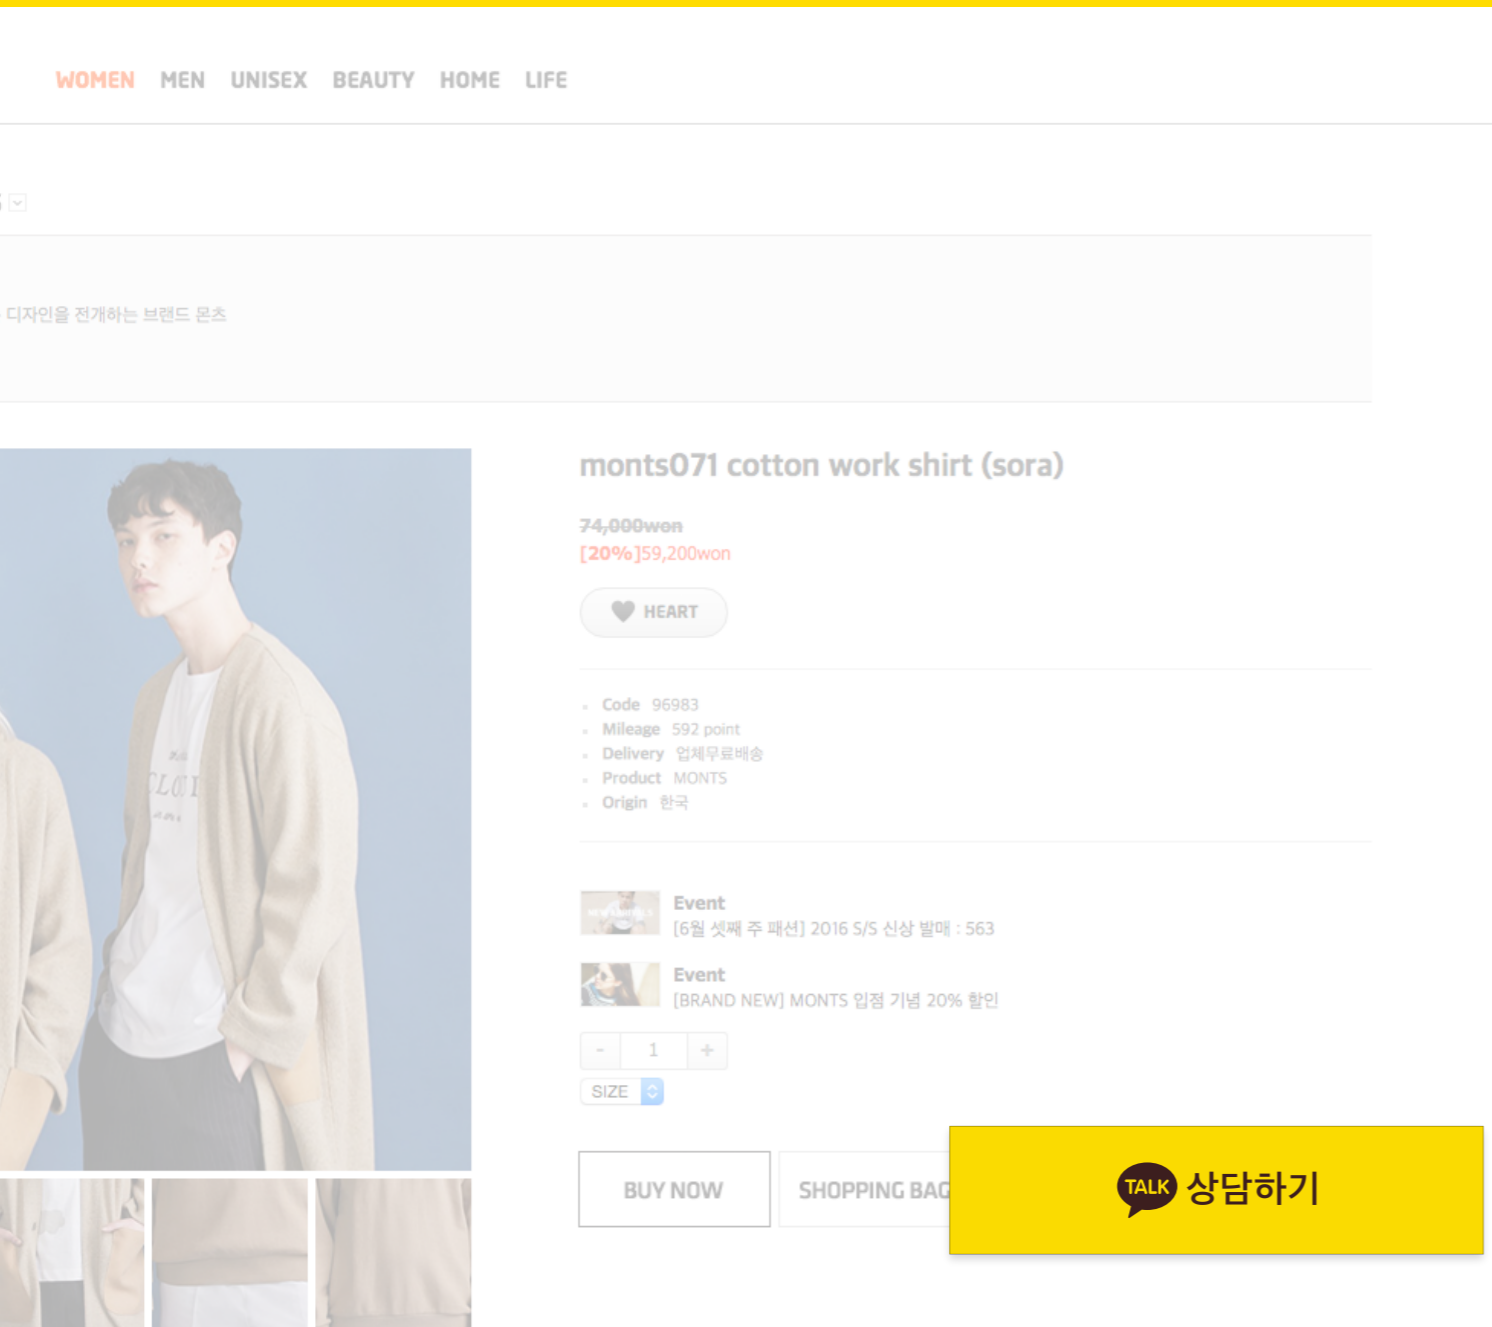 WOMEN MEN UNISEX BEAUTY HOME LIFE
디자인을 전개하는 브랜드 몬츠
monts071 cotton work shirt (sora)
74,000won
[20%]59,200won
HEART
Code 96983
Mileage 592 point
Delivery 업체무료배송
Product MONTS
Origin 한국
Event
[6월 셋째 주 패션] 2016 S/S 신상 발매 : 563
Event
[BRAND NEW] MONTS 입점 기념 20% 할인
- 1 +
SIZE
BUY NOW SHOPPING BAG
TALK 상담하기